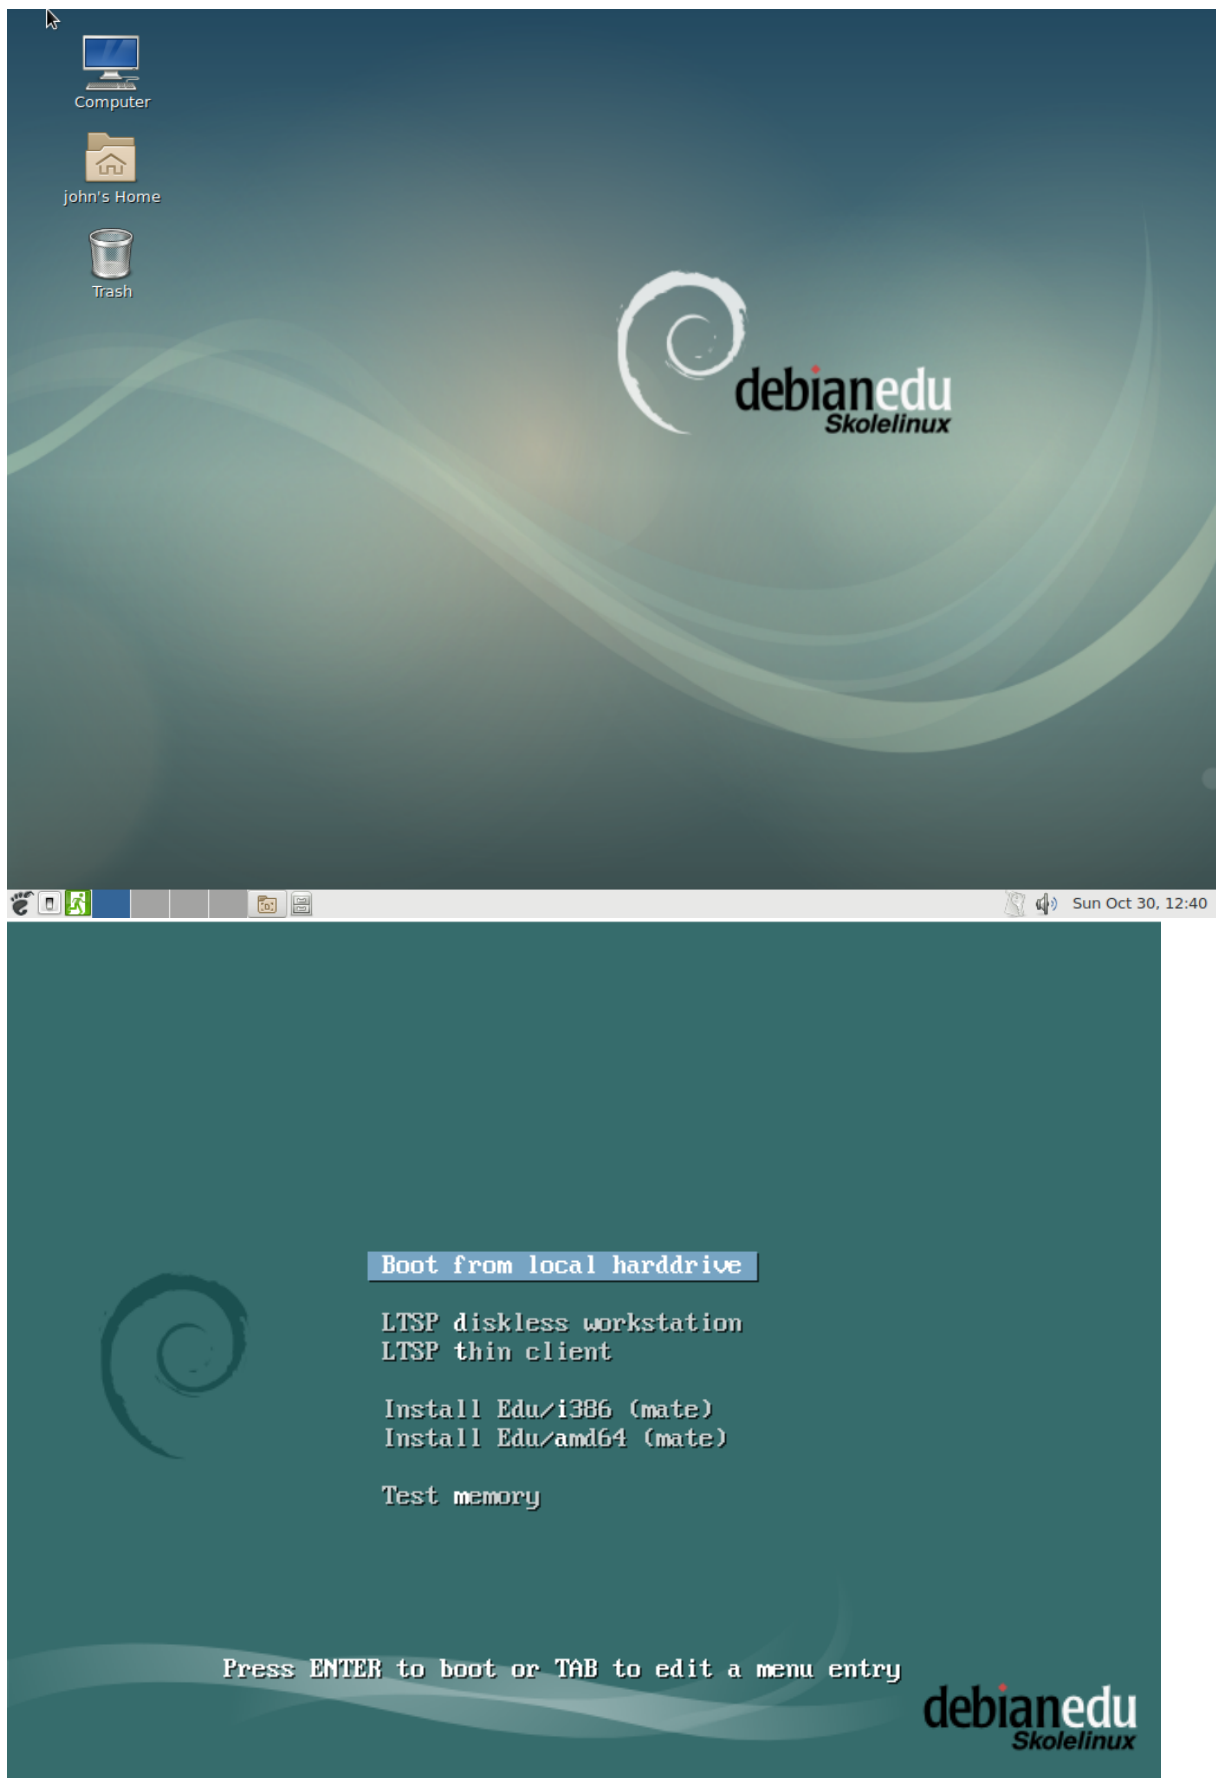 Computer
john's Home
Trash
debianedu
Skolelinux
Sun Oct 30, 12:40
Boot from local harddrive
LTSP diskless workstation
LTSP thin client
Install Edu/i386 (mate)
Install Edu/amd64 (mate)
Test memory
Press ENTER to boot or TAB to edit a menu entry
debianedu
Skolelinux